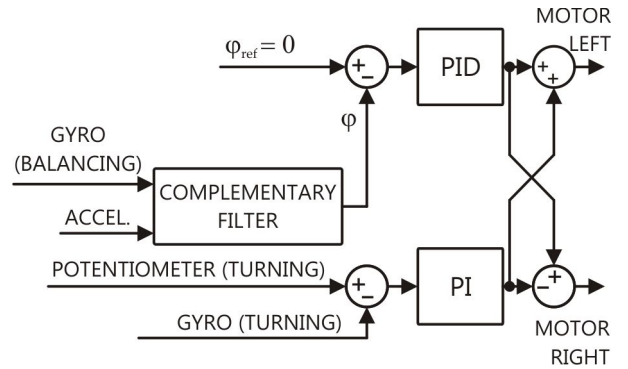 MOTOR
LEFT
φref = 0
+
−
PID
+
+
φ
GYRO
(BALANCING)
COMPLEMENTARY
FILTER
ACCEL.
POTENTIOMETER (TURNING)
+
−
PI
−
+
GYRO (TURNING)
MOTOR
RIGHT